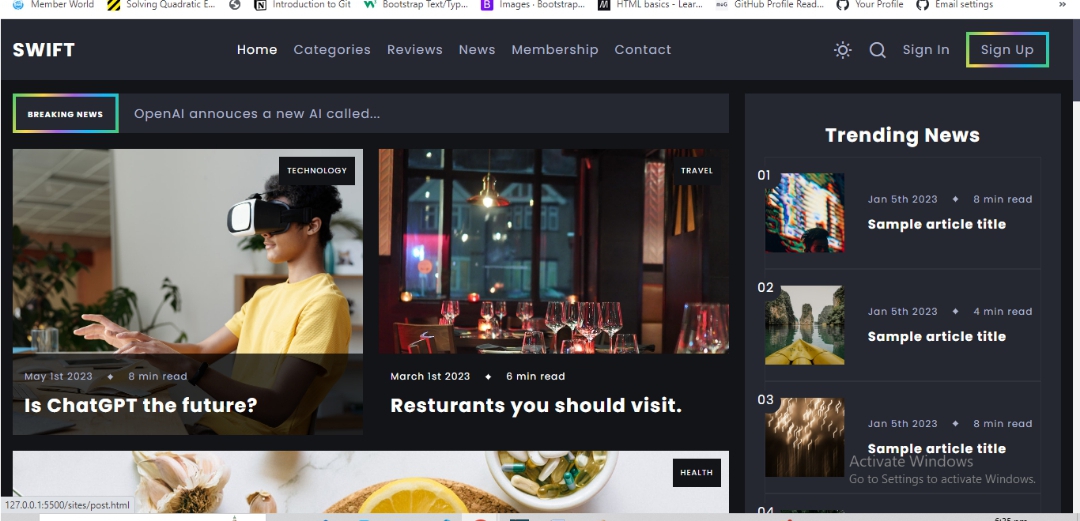 Member World Solving Quadratic E... Introduction to Git Bootstrap Text/Typ... Images · Bootstrap... HTML basics - Lear... GitHub Profile Read... Your Profile Email settings »
SWIFT Home Categories Reviews News Membership Contact Sign In Sign Up
BREAKING NEWS OpenAI annouces a new AI called...
TECHNOLOGY
May 1st 2023 ✦ 8 min read
Is ChatGPT the future?
TRAVEL
March 1st 2023 ✦ 6 min read
Resturants you should visit.
HEALTH
Trending News
01
Jan 5th 2023 ✦ 8 min read
Sample article title
02
Jan 5th 2023 ✦ 4 min read
Sample article title
03
Jan 5th 2023 ✦ 8 min read
Sample article title
04
Activate Windows
Go to Settings to activate Windows.
127.0.0.1:5500/sites/post.html